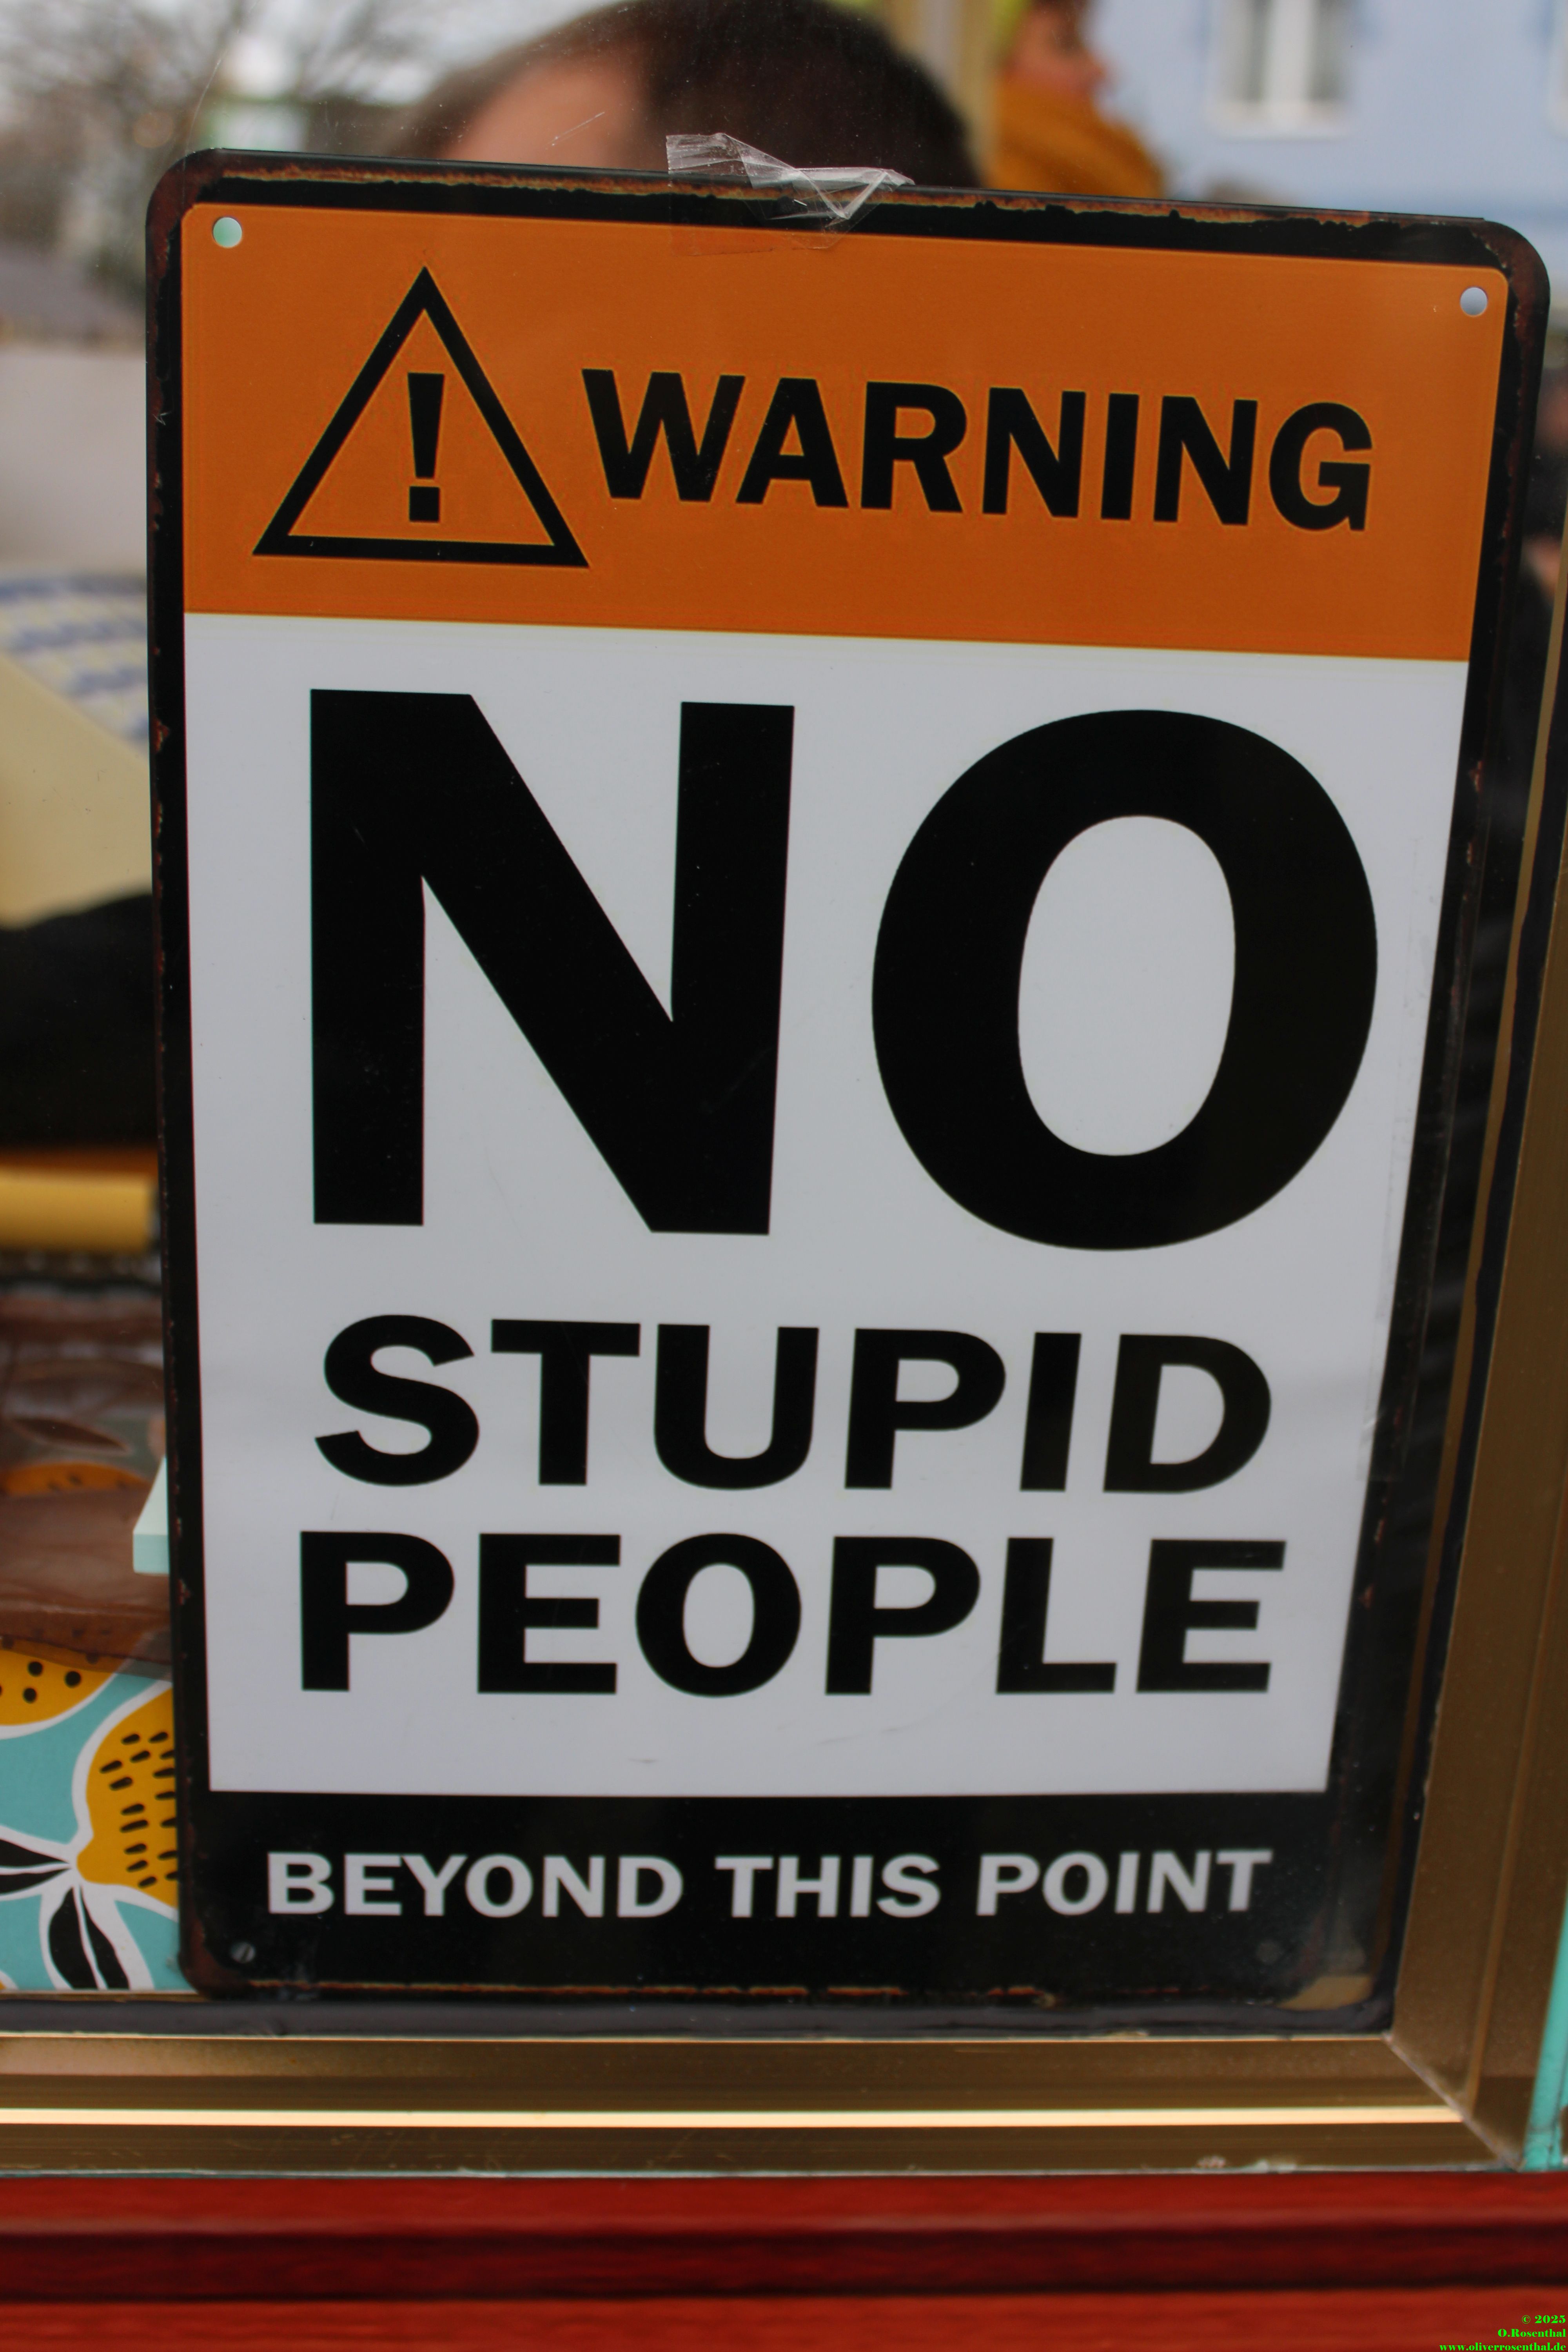 ! WARNING
NO
STUPID
PEOPLE
BEYOND THIS POINT
© 2025
O.Rosenthal
www.oliverrosenthal.de